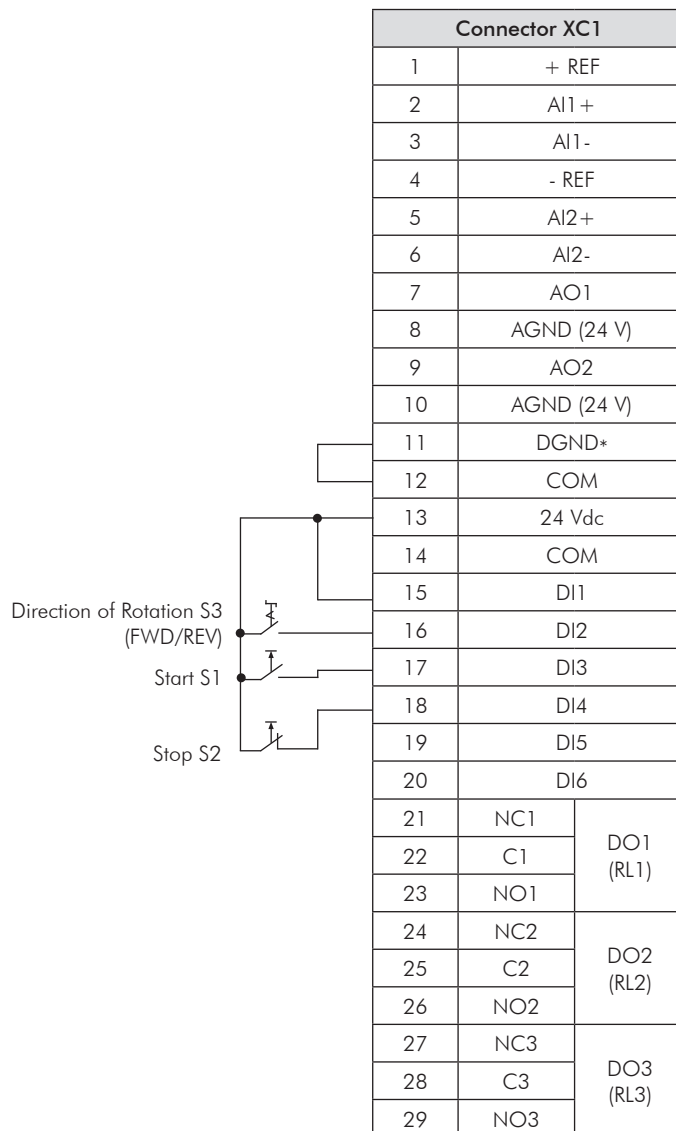 Connector XC1
1 + REF
2 AI1+
3 AI1-
4 - REF
5 AI2+
6 AI2-
7 AO1
8 AGND (24 V)
9 AO2
10 AGND (24 V)
11 DGND*
12 COM
13 24 Vdc
14 COM
15 DI1
Direction of Rotation S3
(FWD/REV)
16 DI2
Start S1
17 DI3
18 DI4
Stop S2
19 DI5
20 DI6
21 NC1
22 C1
23 NO1
DO1
(RL1)
24 NC2
25 C2
26 NO2
DO2
(RL2)
27 NC3
28 C3
29 NO3
DO3
(RL3)